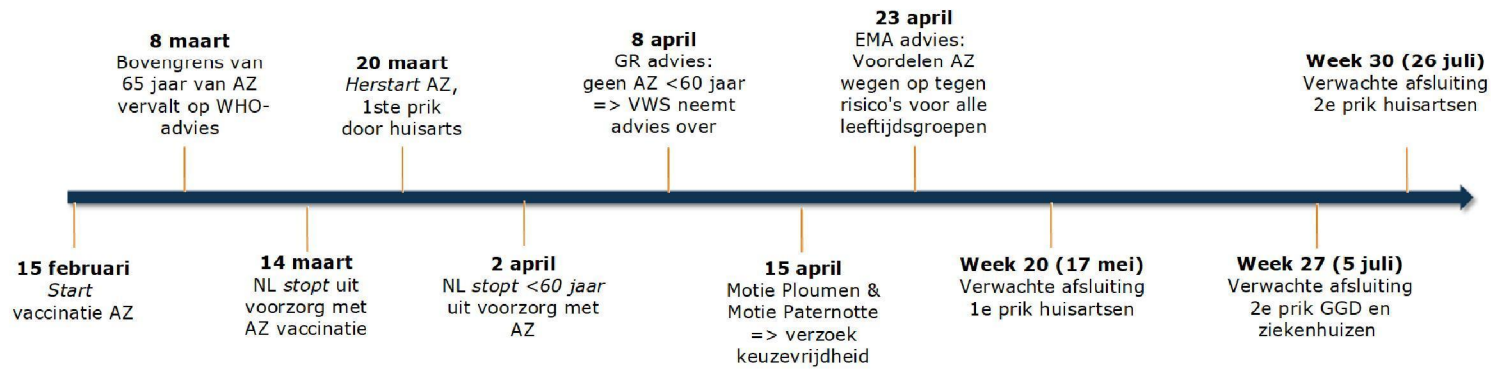 8 maart
Bovengrens van
65 jaar van AZ
vervalt op WHO-
advies
20 maart
Herstart AZ,
1ste prik
door huisarts
8 april
GR advies:
geen AZ <60 jaar
=> VWS neemt
advies over
23 april
EMA advies:
Voordelen AZ
wegen op tegen
risico's voor alle
leeftijdsgroepen
Week 30 (26 juli)
Verwachte afsluiting
2e prik huisartsen
15 februari
Start
vaccinatie AZ
14 maart
NL stopt uit
voorzorg met
AZ vaccinatie
2 april
NL stopt <60 jaar
uit voorzorg met
AZ
15 april
Motie Ploumen &
Motie Paternotte
=> verzoek
keuzevrijheid
Week 20 (17 mei)
Verwachte afsluiting
1e prik huisartsen
Week 27 (5 juli)
Verwachte afsluiting
2e prik GGD en
ziekenhuizen